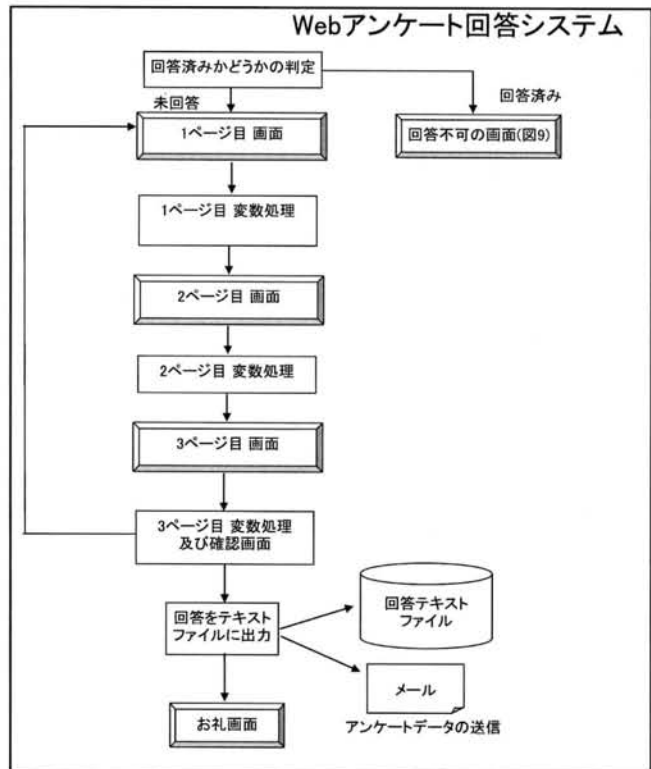 Webアンケート回答システム
回答済みかどうかの判定
未回答
回答済み
1ページ目 画面
回答不可の画面(図9)
1ページ目 変数処理
2ページ目 画面
2ページ目 変数処理
3ページ目 画面
3ページ目 変数処理
及び確認画面
回答をテキスト
ファイルに出力
回答テキスト
ファイル
メール
アンケートデータの送信
お礼画面